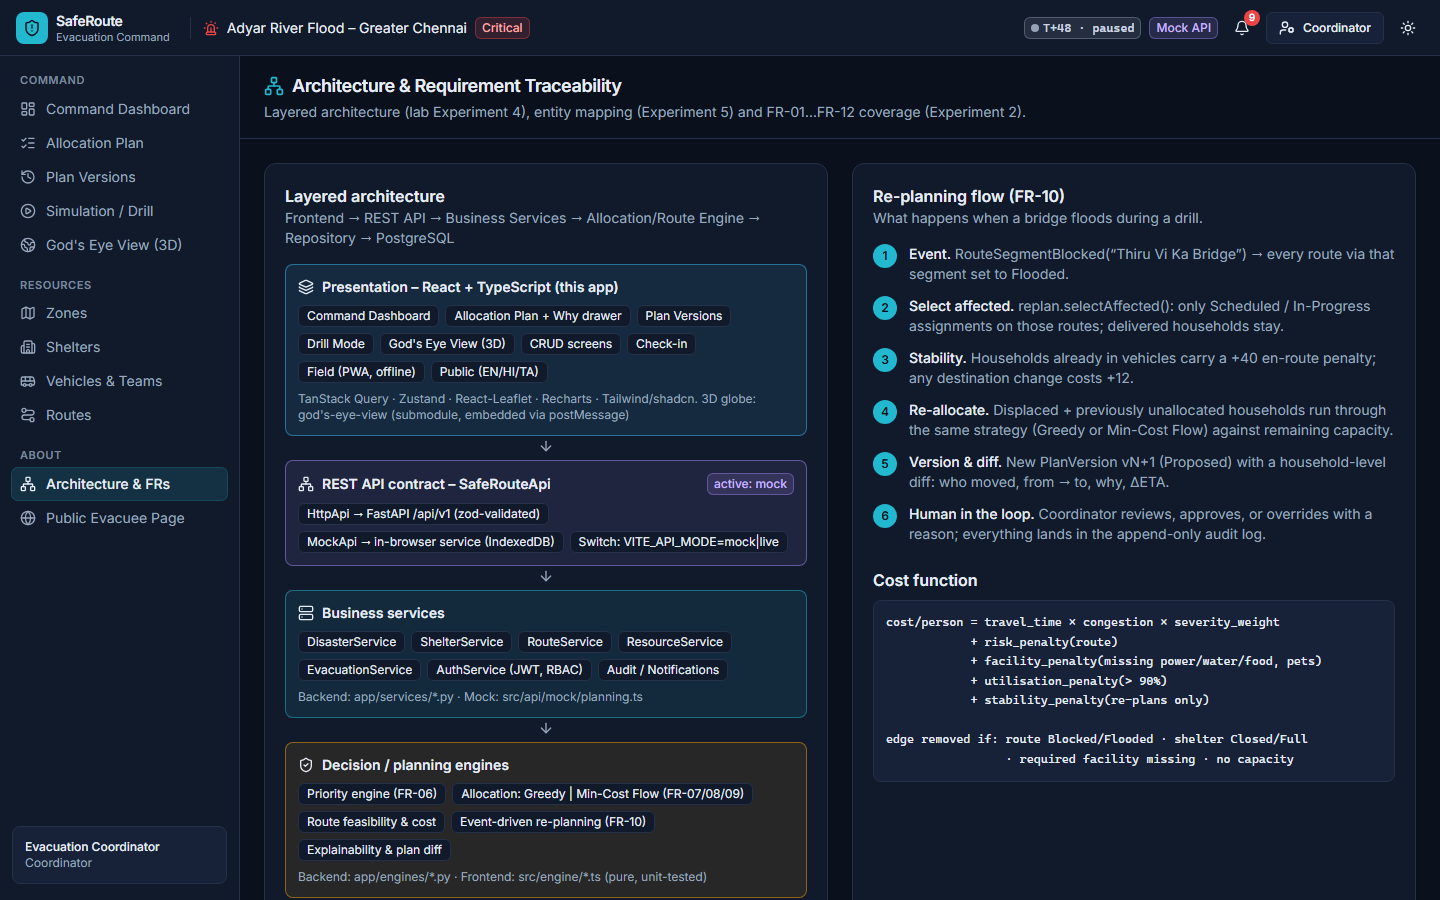 SafeRoute
Evacuation Command
Adyar River Flood – Greater Chennai
Critical
T+48 · paused
Mock API
9
Coordinator
COMMAND
Command Dashboard
Allocation Plan
Plan Versions
Simulation / Drill
God's Eye View (3D)
RESOURCES
Zones
Shelters
Vehicles & Teams
Routes
ABOUT
Architecture & FRs
Public Evacuee Page
Evacuation Coordinator
Coordinator
Architecture & Requirement Traceability
Layered architecture (lab Experiment 4), entity mapping (Experiment 5) and FR-01…FR-12 coverage (Experiment 2).
Layered architecture
Frontend → REST API → Business Services → Allocation/Route Engine →
Repository → PostgreSQL
Presentation – React + TypeScript (this app)
Command Dashboard
Allocation Plan + Why drawer
Plan Versions
Drill Mode
God's Eye View (3D)
CRUD screens
Check-in
Field (PWA, offline)
Public (EN/HI/TA)
TanStack Query · Zustand · React-Leaflet · Recharts · Tailwind/shadcn. 3D globe:
god's-eye-view (submodule, embedded via postMessage)
REST API contract – SafeRouteApi
active: mock
HttpApi → FastAPI /api/v1 (zod-validated)
MockApi → in-browser service (IndexedDB)
Switch: VITE_API_MODE=mock|live
Business services
DisasterService
ShelterService
RouteService
ResourceService
EvacuationService
AuthService (JWT, RBAC)
Audit / Notifications
Backend: app/services/*.py · Mock: src/api/mock/planning.ts
Decision / planning engines
Priority engine (FR-06)
Allocation: Greedy | Min-Cost Flow (FR-07/08/09)
Route feasibility & cost
Event-driven re-planning (FR-10)
Explainability & plan diff
Backend: app/engines/*.py · Frontend: src/engine/*.ts (pure, unit-tested)
Re-planning flow (FR-10)
What happens when a bridge floods during a drill.
1 Event. RouteSegmentBlocked(“Thiru Vi Ka Bridge”) → every route via that
segment set to Flooded.
2 Select affected. replan.selectAffected(): only Scheduled / In-Progress
assignments on those routes; delivered households stay.
3 Stability. Households already in vehicles carry a +40 en-route penalty;
any destination change costs +12.
4 Re-allocate. Displaced + previously unallocated households run through
the same strategy (Greedy or Min-Cost Flow) against remaining capacity.
5 Version & diff. New PlanVersion vN+1 (Proposed) with a household-level
diff: who moved, from → to, why, ΔETA.
6 Human in the loop. Coordinator reviews, approves, or overrides with a
reason; everything lands in the append-only audit log.
Cost function
cost/person = travel_time × congestion × severity_weight
+ risk_penalty(route)
+ facility_penalty(missing power/water/food, pets)
+ utilisation_penalty(> 90%)
+ stability_penalty(re-plans only)
edge removed if: route Blocked/Flooded · shelter Closed/Full
· required facility missing · no capacity